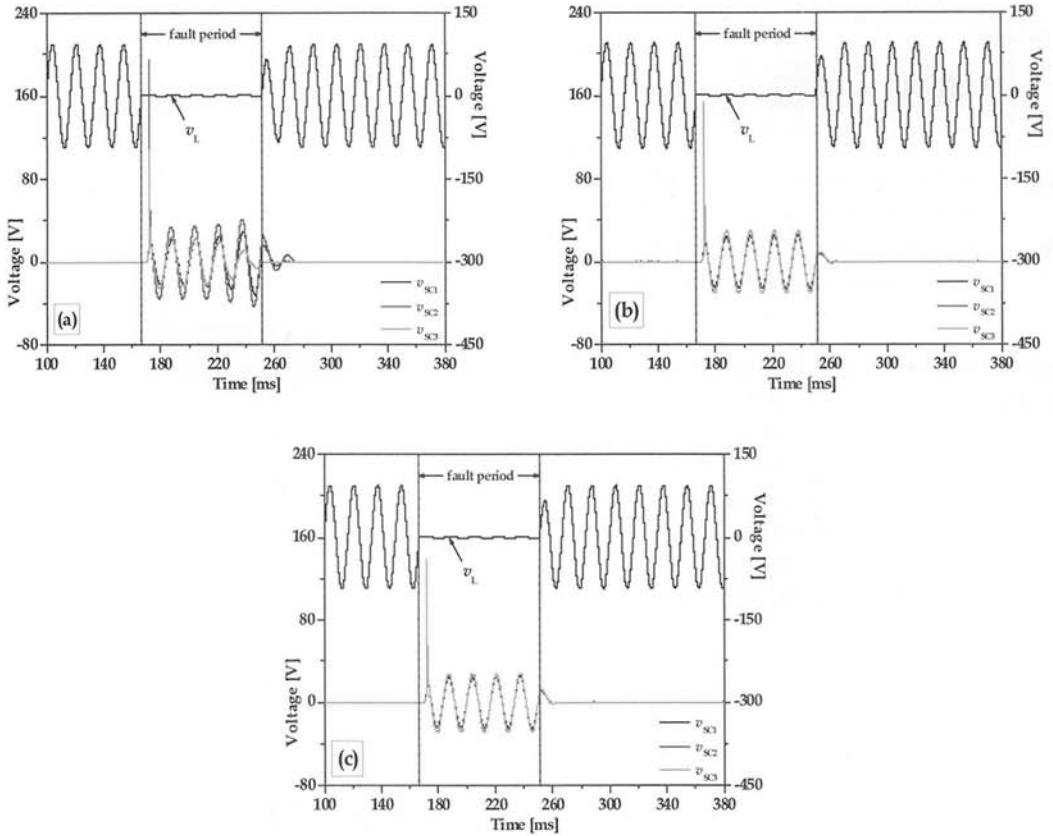 240
160
80
0
-80
150
0
-150
-300
-450
100
140
180
220
260
300
340
380
Voltage [V]
Voltage [V]
Time [ms]
fault period
v_L
(a)
v_SC1
v_SC2
v_SC3
240
160
80
0
-80
150
0
-150
-300
-450
100
140
180
220
260
300
340
380
Voltage [V]
Voltage [V]
Time [ms]
fault period
v_L
(b)
v_SC1
v_SC2
v_SC3
240
160
80
0
-80
150
0
-150
-300
-450
100
140
180
220
260
300
340
380
Voltage [V]
Voltage [V]
Time [ms]
fault period
v_L
(c)
v_SC1
v_SC2
v_SC3